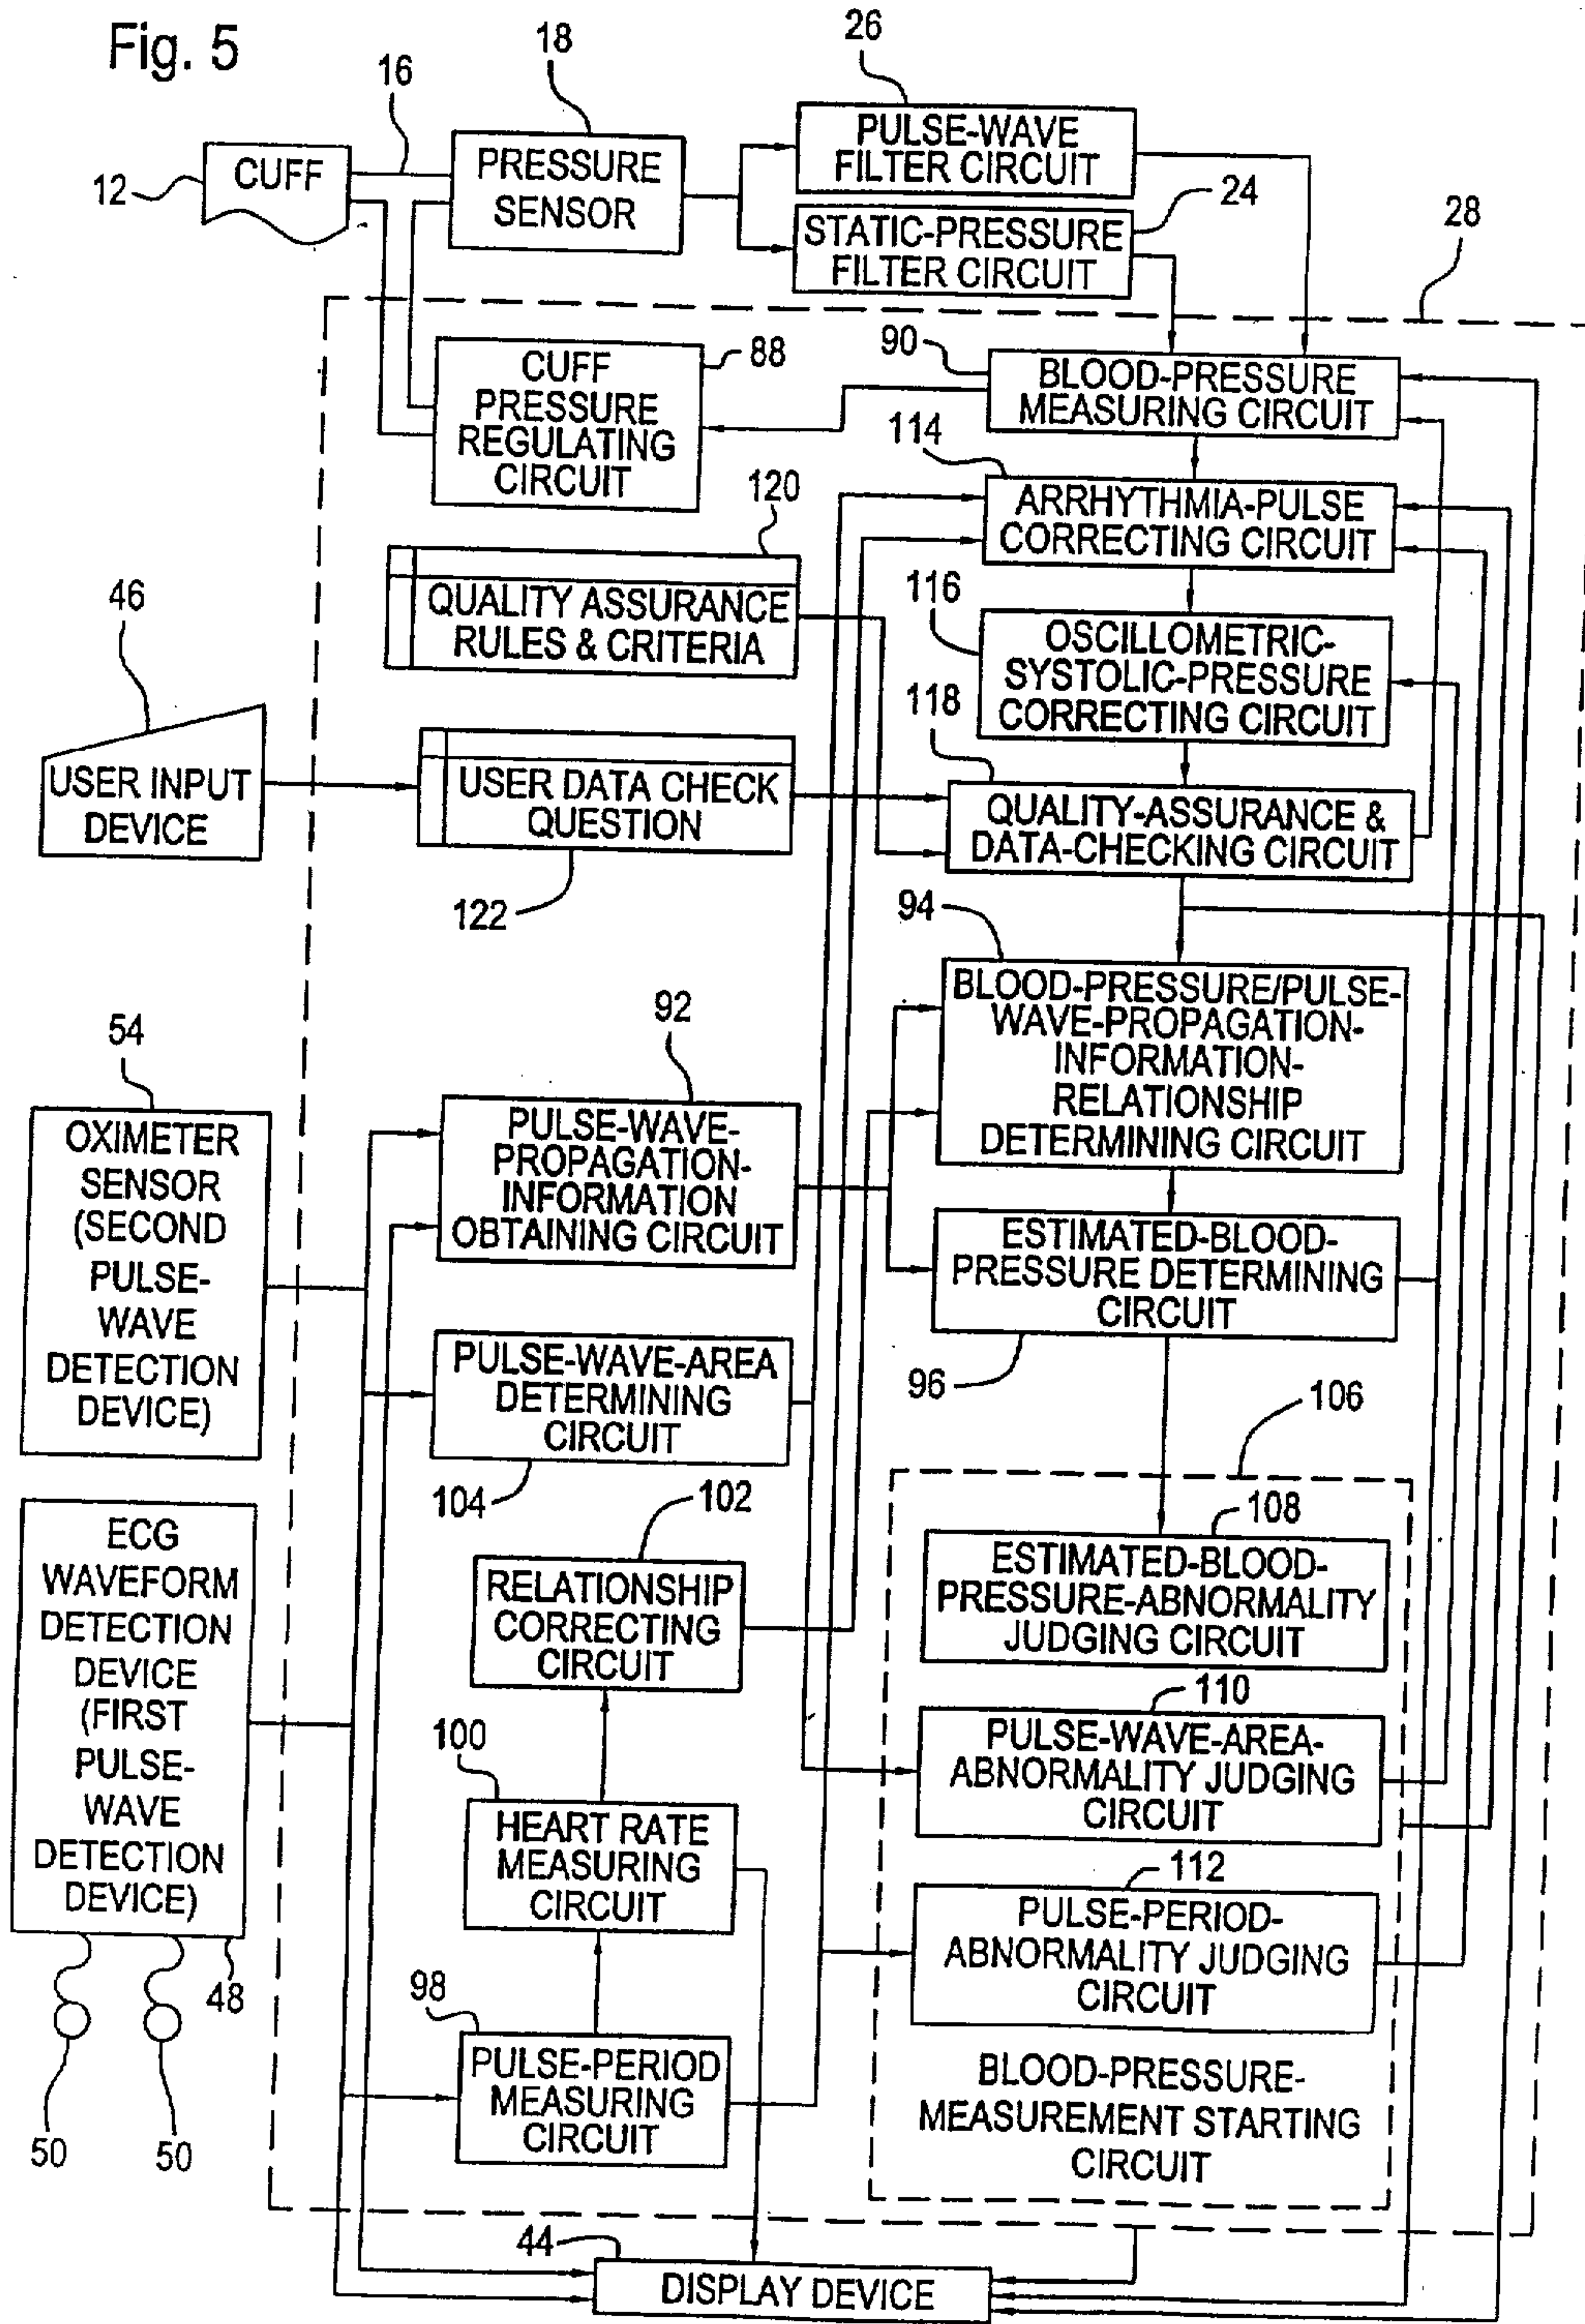 Fig. 5
16
18
26
12
CUFF
PRESSURE
SENSOR
PULSE-WAVE
FILTER CIRCUIT
24
STATIC-PRESSURE
FILTER CIRCUIT
28
88
CUFF
PRESSURE
REGULATING
CIRCUIT
90
BLOOD-PRESSURE
MEASURING CIRCUIT
114
ARRHYTHMIA-PULSE
CORRECTING CIRCUIT
120
QUALITY ASSURANCE
RULES & CRITERIA
116
OSCILLOMETRIC-
SYSTOLIC-PRESSURE
CORRECTING CIRCUIT
46
USER INPUT
DEVICE
USER DATA CHECK
QUESTION
122
118
QUALITY-ASSURANCE &
DATA-CHECKING CIRCUIT
94
BLOOD-PRESSURE/PULSE-
WAVE-PROPAGATION-
INFORMATION-
RELATIONSHIP
DETERMINING CIRCUIT
54
OXIMETER
SENSOR
(SECOND
PULSE-
WAVE
DETECTION
DEVICE)
92
PULSE-WAVE-
PROPAGATION-
INFORMATION
OBTAINING CIRCUIT
ESTIMATED-BLOOD-
PRESSURE DETERMINING
CIRCUIT
96
PULSE-WAVE-AREA
DETERMINING
CIRCUIT
104
106
ECG
WAVEFORM
DETECTION
DEVICE
(FIRST
PULSE-
WAVE
DETECTION
DEVICE)
48
50
50
102
RELATIONSHIP
CORRECTING
CIRCUIT
108
ESTIMATED-BLOOD-
PRESSURE-ABNORMALITY
JUDGING CIRCUIT
100
HEART RATE
MEASURING
CIRCUIT
110
PULSE-WAVE-AREA-
ABNORMALITY JUDGING
CIRCUIT
98
PULSE-PERIOD
MEASURING
CIRCUIT
112
PULSE-PERIOD-
ABNORMALITY JUDGING
CIRCUIT
BLOOD-PRESSURE-
MEASUREMENT STARTING
CIRCUIT
44
DISPLAY DEVICE